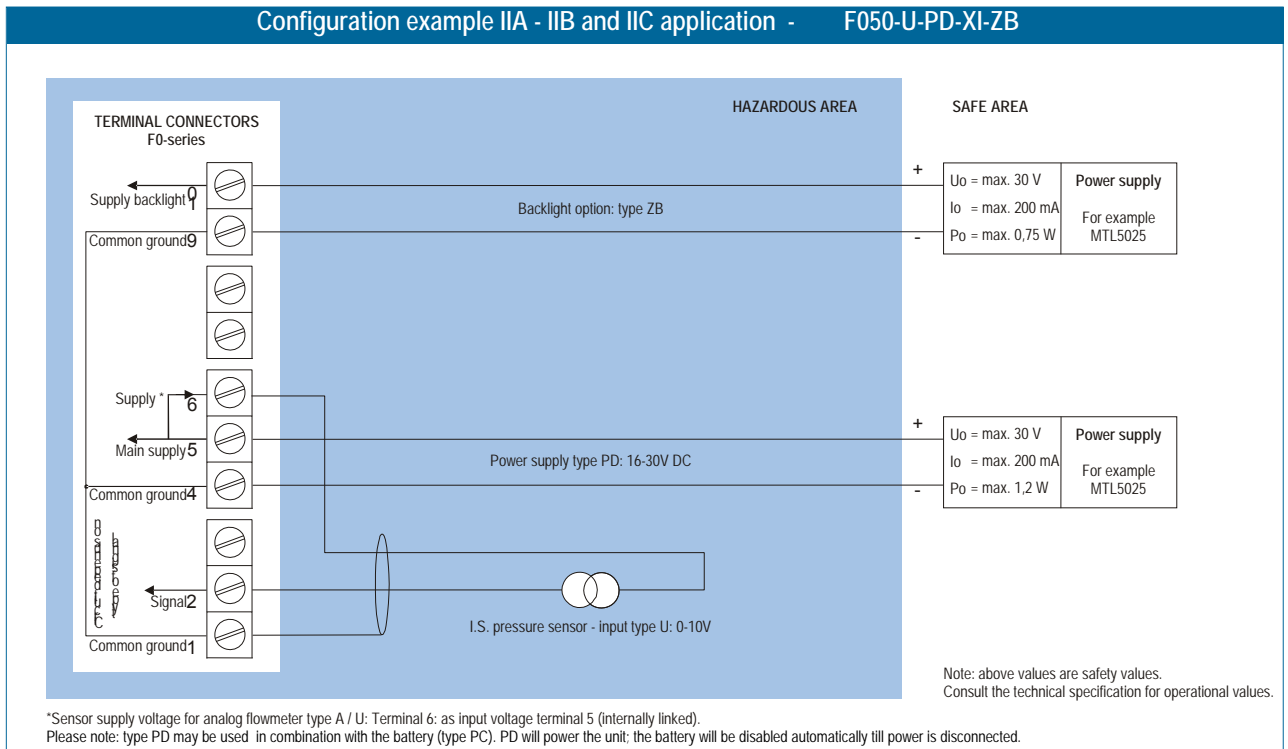 Configuration example IIA - IIB and IIC application - F050-U-PD-XI-ZB
HAZARDOUS AREA
SAFE AREA
TERMINAL CONNECTORS
F0-series
Supply backlight 10
Common ground 9
Backlight option: type ZB
+
-
Uo = max. 30 V
Io = max. 200 mA
Po = max. 0,75 W
Power supply
For example
MTL5025
Supply * 6
Main supply 5
Common ground 4
Power supply type PD: 16-30V DC
+
-
Uo = max. 30 V
Io = max. 200 mA
Po = max. 1,2 W
Power supply
For example
MTL5025
Signal 2
Common ground 1
I.S. pressure sensor - input type U: 0-10V
Note: above values are safety values.
Consult the technical specification for operational values.
*Sensor supply voltage for analog flowmeter type A / U: Terminal 6: as input voltage terminal 5 (internally linked).
Please note: type PD may be used in combination with the battery (type PC). PD will power the unit; the battery will be disabled automatically till power is disconnected.